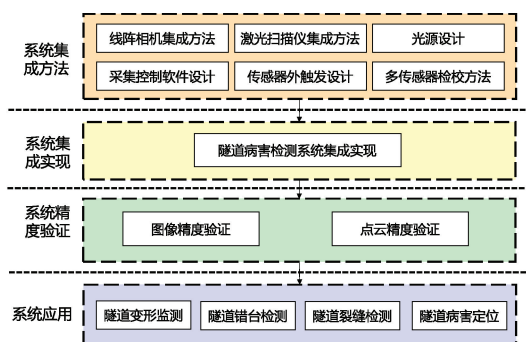 系统集
成方法
线阵相机集成方法
激光扫描仪集成方法
光源设计
采集控制软件设计
传感器外触发设计
多传感器检校方法
系统集
成实现
隧道病害检测系统集成实现
系统精
度验证
图像精度验证
点云精度验证
系统应用
隧道变形监测
隧道错台检测
隧道裂缝检测
隧道病害定位